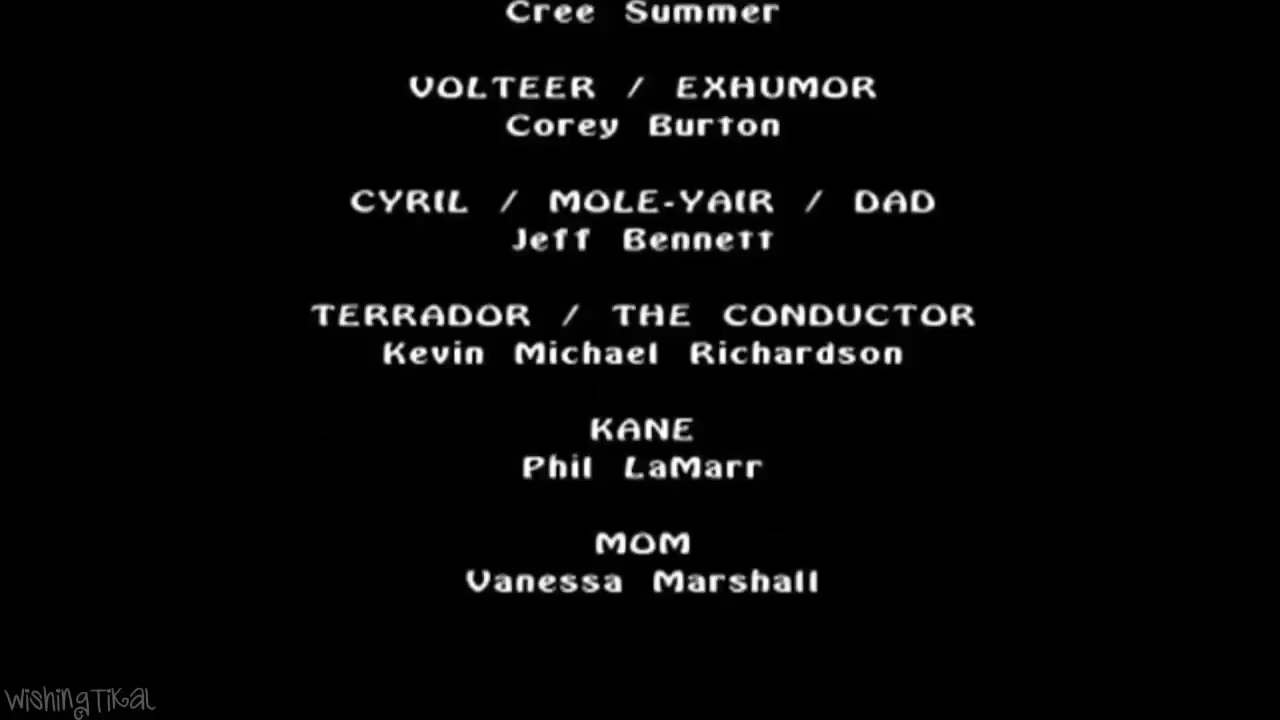 Cree Summer
VOLTEER / EXHUMOR
Corey Burton
CYRIL / MOLE-YAIR / DAD
Jeff Bennett
TERRADOR / THE CONDUCTOR
Kevin Michael Richardson
KANE
Phil LaMarr
MOM
Vanessa Marshall
WishingTikal